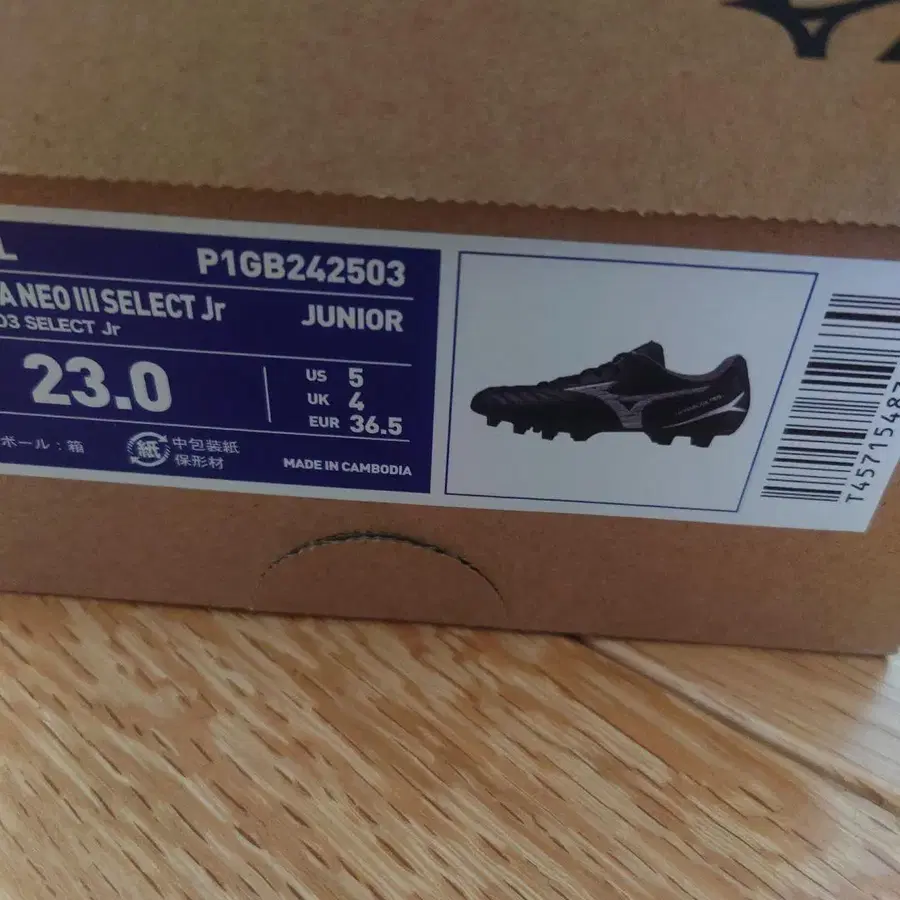 L
P1GB242503
A NEO III SELECT Jr
JUNIOR
03 SELECT Jr
23.0
US 5
UK 4
EUR 36.5
ボール：箱
紙
中包装紙
保形材
MADE IN CAMBODIA
T45715487